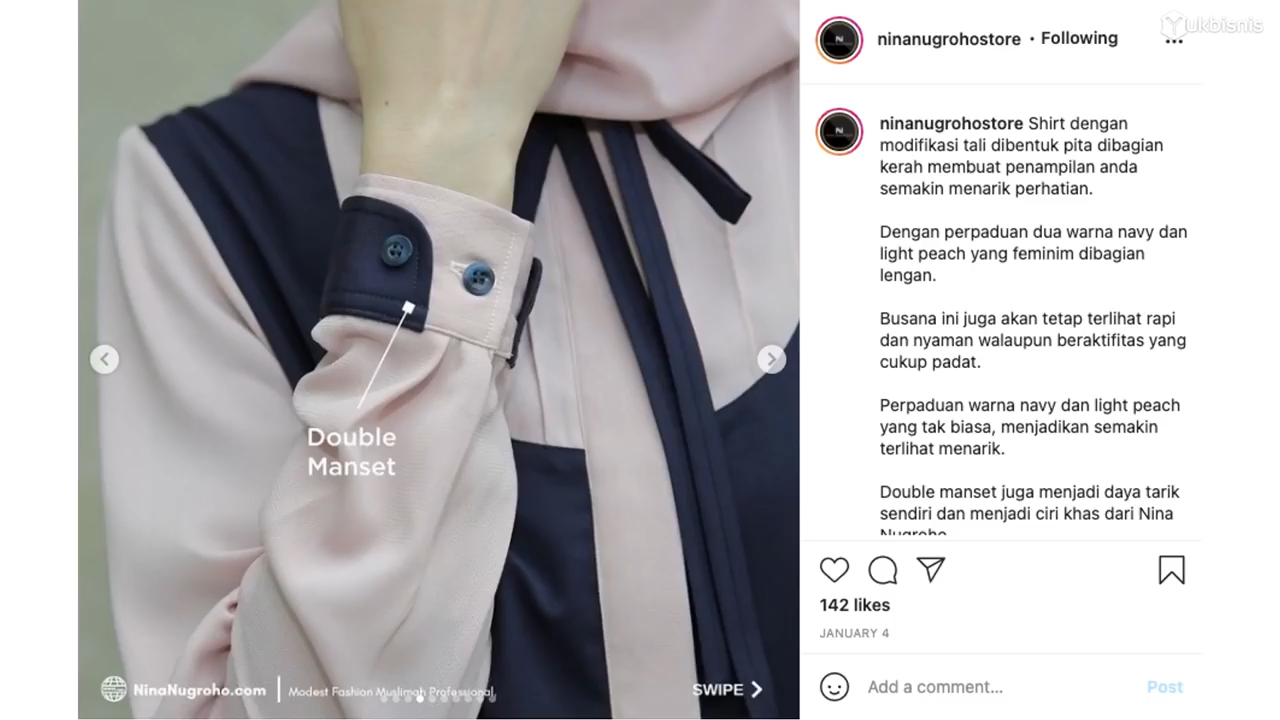 Yukbisnis
ninanugrohostore • Following
ninanugrohostore Shirt dengan
modifikasi tali dibentuk pita dibagian
kerah membuat penampilan anda
semakin menarik perhatian.
Dengan perpaduan dua warna navy dan
light peach yang feminim dibagian
lengan.
Busana ini juga akan tetap terlihat rapi
dan nyaman walaupun beraktifitas yang
cukup padat.
Perpaduan warna navy dan light peach
yang tak biasa, menjadikan semakin
terlihat menarik.
Double manset juga menjadi daya tarik
sendiri dan menjadi ciri khas dari Nina
Nugroho
142 likes
JANUARY 4
Add a comment... Post
Double
Manset
NinaNugroho.com | Modest Fashion Muslimah Professional
SWIPE >